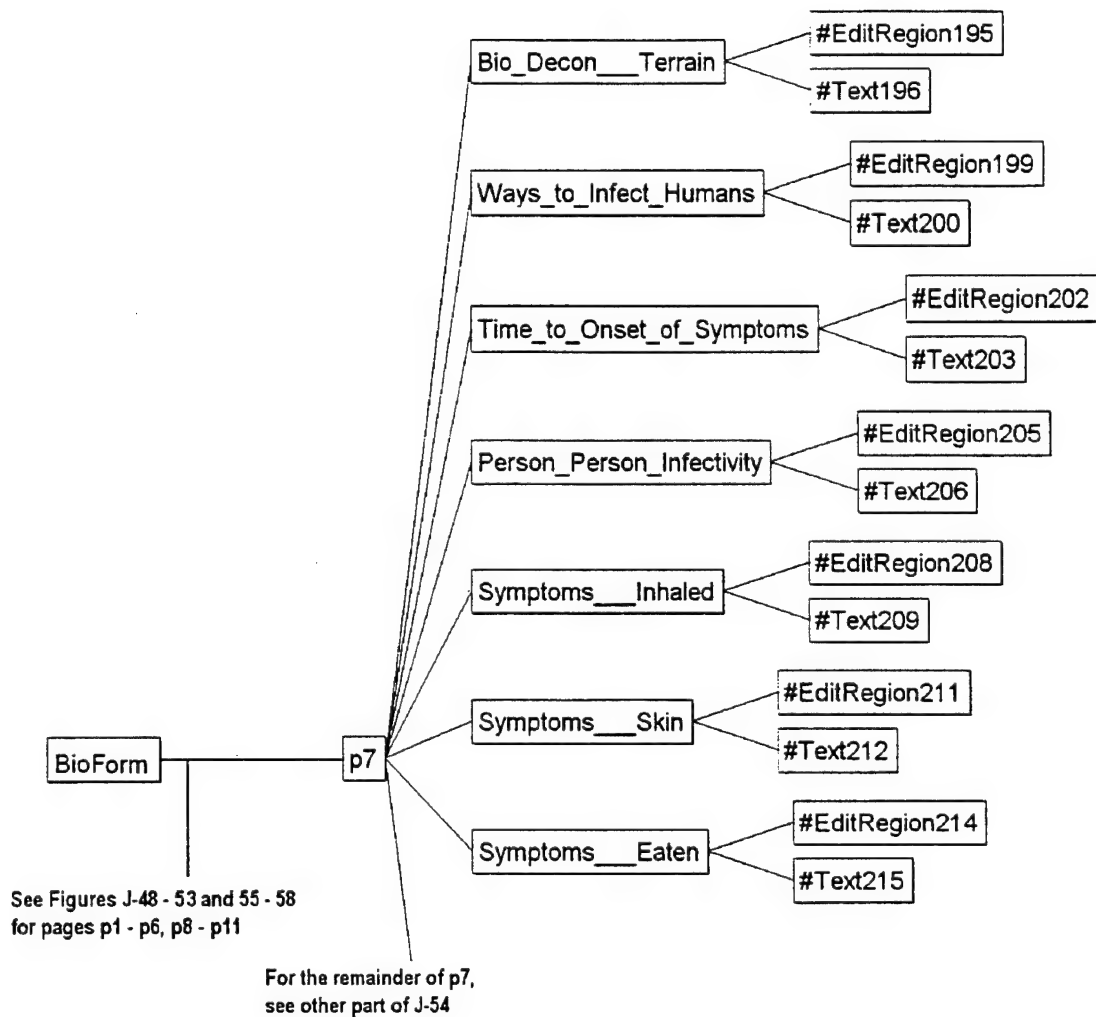 #EditRegion195
Bio_Decon___Terrain
#Text196
#EditRegion199
Ways_to_Infect_Humans
#Text200
#EditRegion202
Time_to_Onset_of_Symptoms
#Text203
#EditRegion205
Person_Person_Infectivity
#Text206
#EditRegion208
Symptoms___Inhaled
#Text209
#EditRegion211
Symptoms___Skin
#Text212
BioForm
p7
#EditRegion214
Symptoms___Eaten
#Text215
See Figures J-48 - 53 and 55 - 58
for pages p1 - p6, p8 - p11
For the remainder of p7,
see other part of J-54